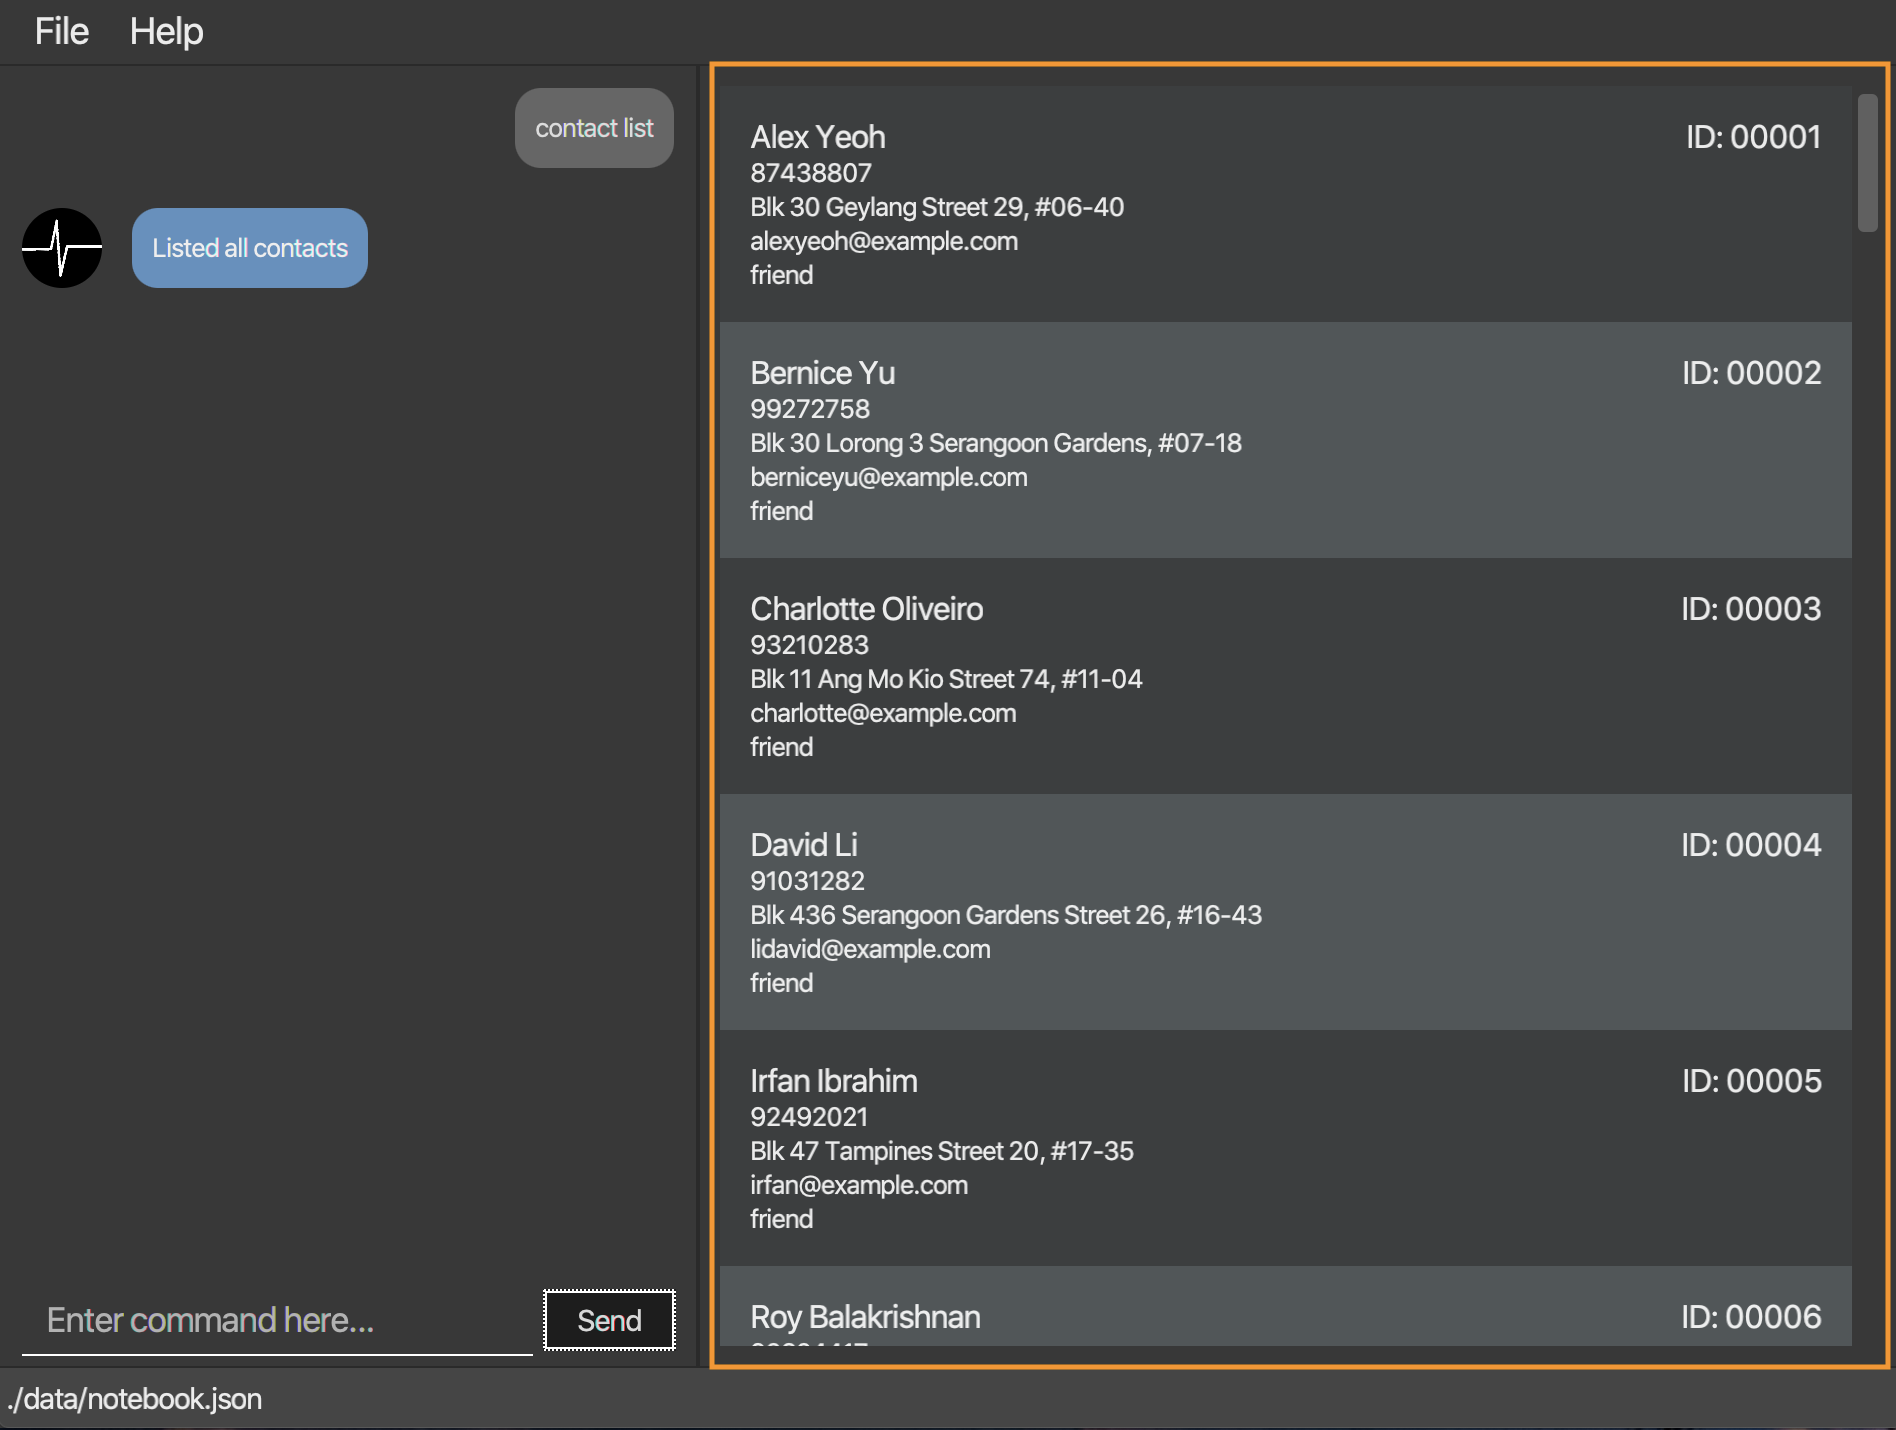 File Help
contact list
Listed all contacts
Enter command here...
Send
Alex Yeoh ID: 00001
87438807
Blk 30 Geylang Street 29, #06-40
alexyeoh@example.com
friend
Bernice Yu ID: 00002
99272758
Blk 30 Lorong 3 Serangoon Gardens, #07-18
berniceyu@example.com
friend
Charlotte Oliveiro ID: 00003
93210283
Blk 11 Ang Mo Kio Street 74, #11-04
charlotte@example.com
friend
David Li ID: 00004
91031282
Blk 436 Serangoon Gardens Street 26, #16-43
lidavid@example.com
friend
Irfan Ibrahim ID: 00005
92492021
Blk 47 Tampines Street 20, #17-35
irfan@example.com
friend
Roy Balakrishnan ID: 00006
./data/notebook.json